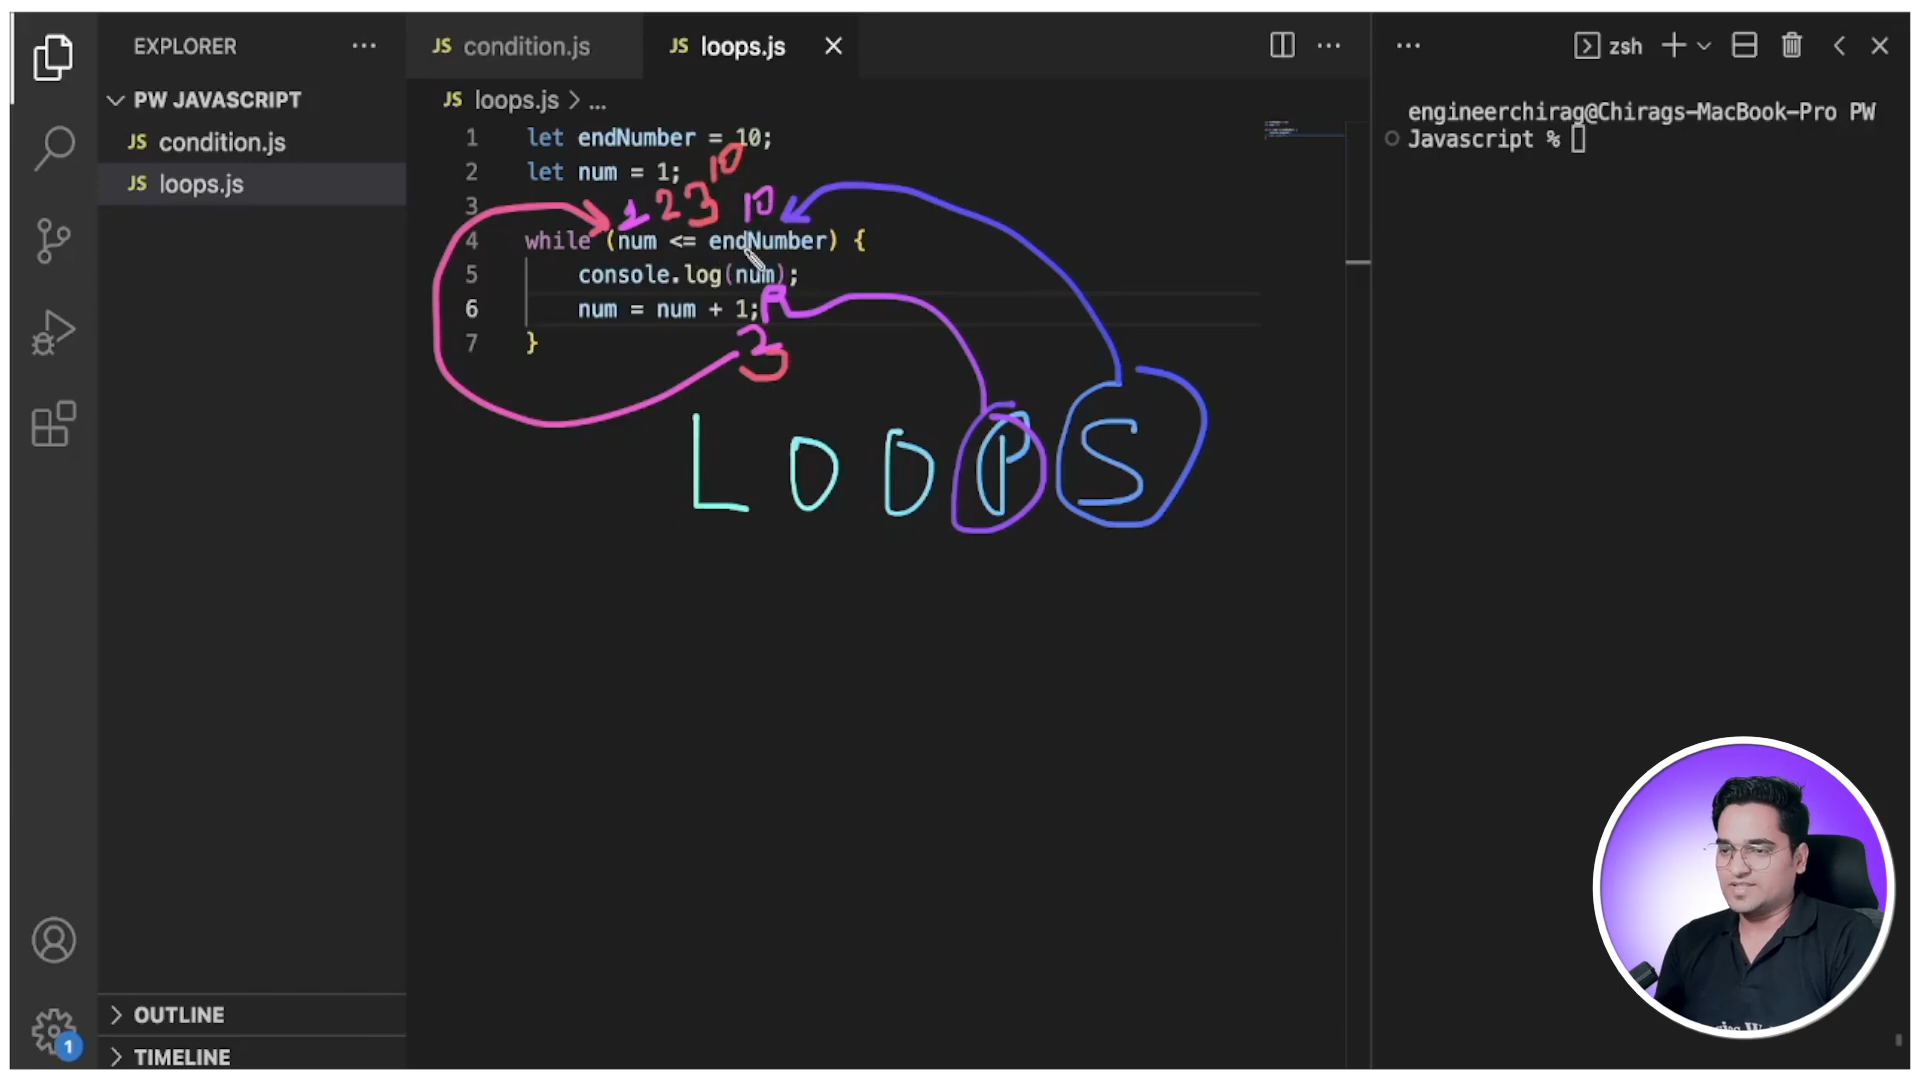 EXPLORER
PW JAVASCRIPT
JS condition.js
JS loops.js
OUTLINE
TIMELINE
1
JS condition.js
JS loops.js
JS loops.js > ...
1 let endNumber = 10;
2 let num = 1;
3
4 while (num <= endNumber) {
5 console.log(num);
6 num = num + 1;
7 }
10
1 2 3 10
2
3
L O O P S
zsh
engineerchirag@Chirags-MacBook-Pro PW
Javascript %